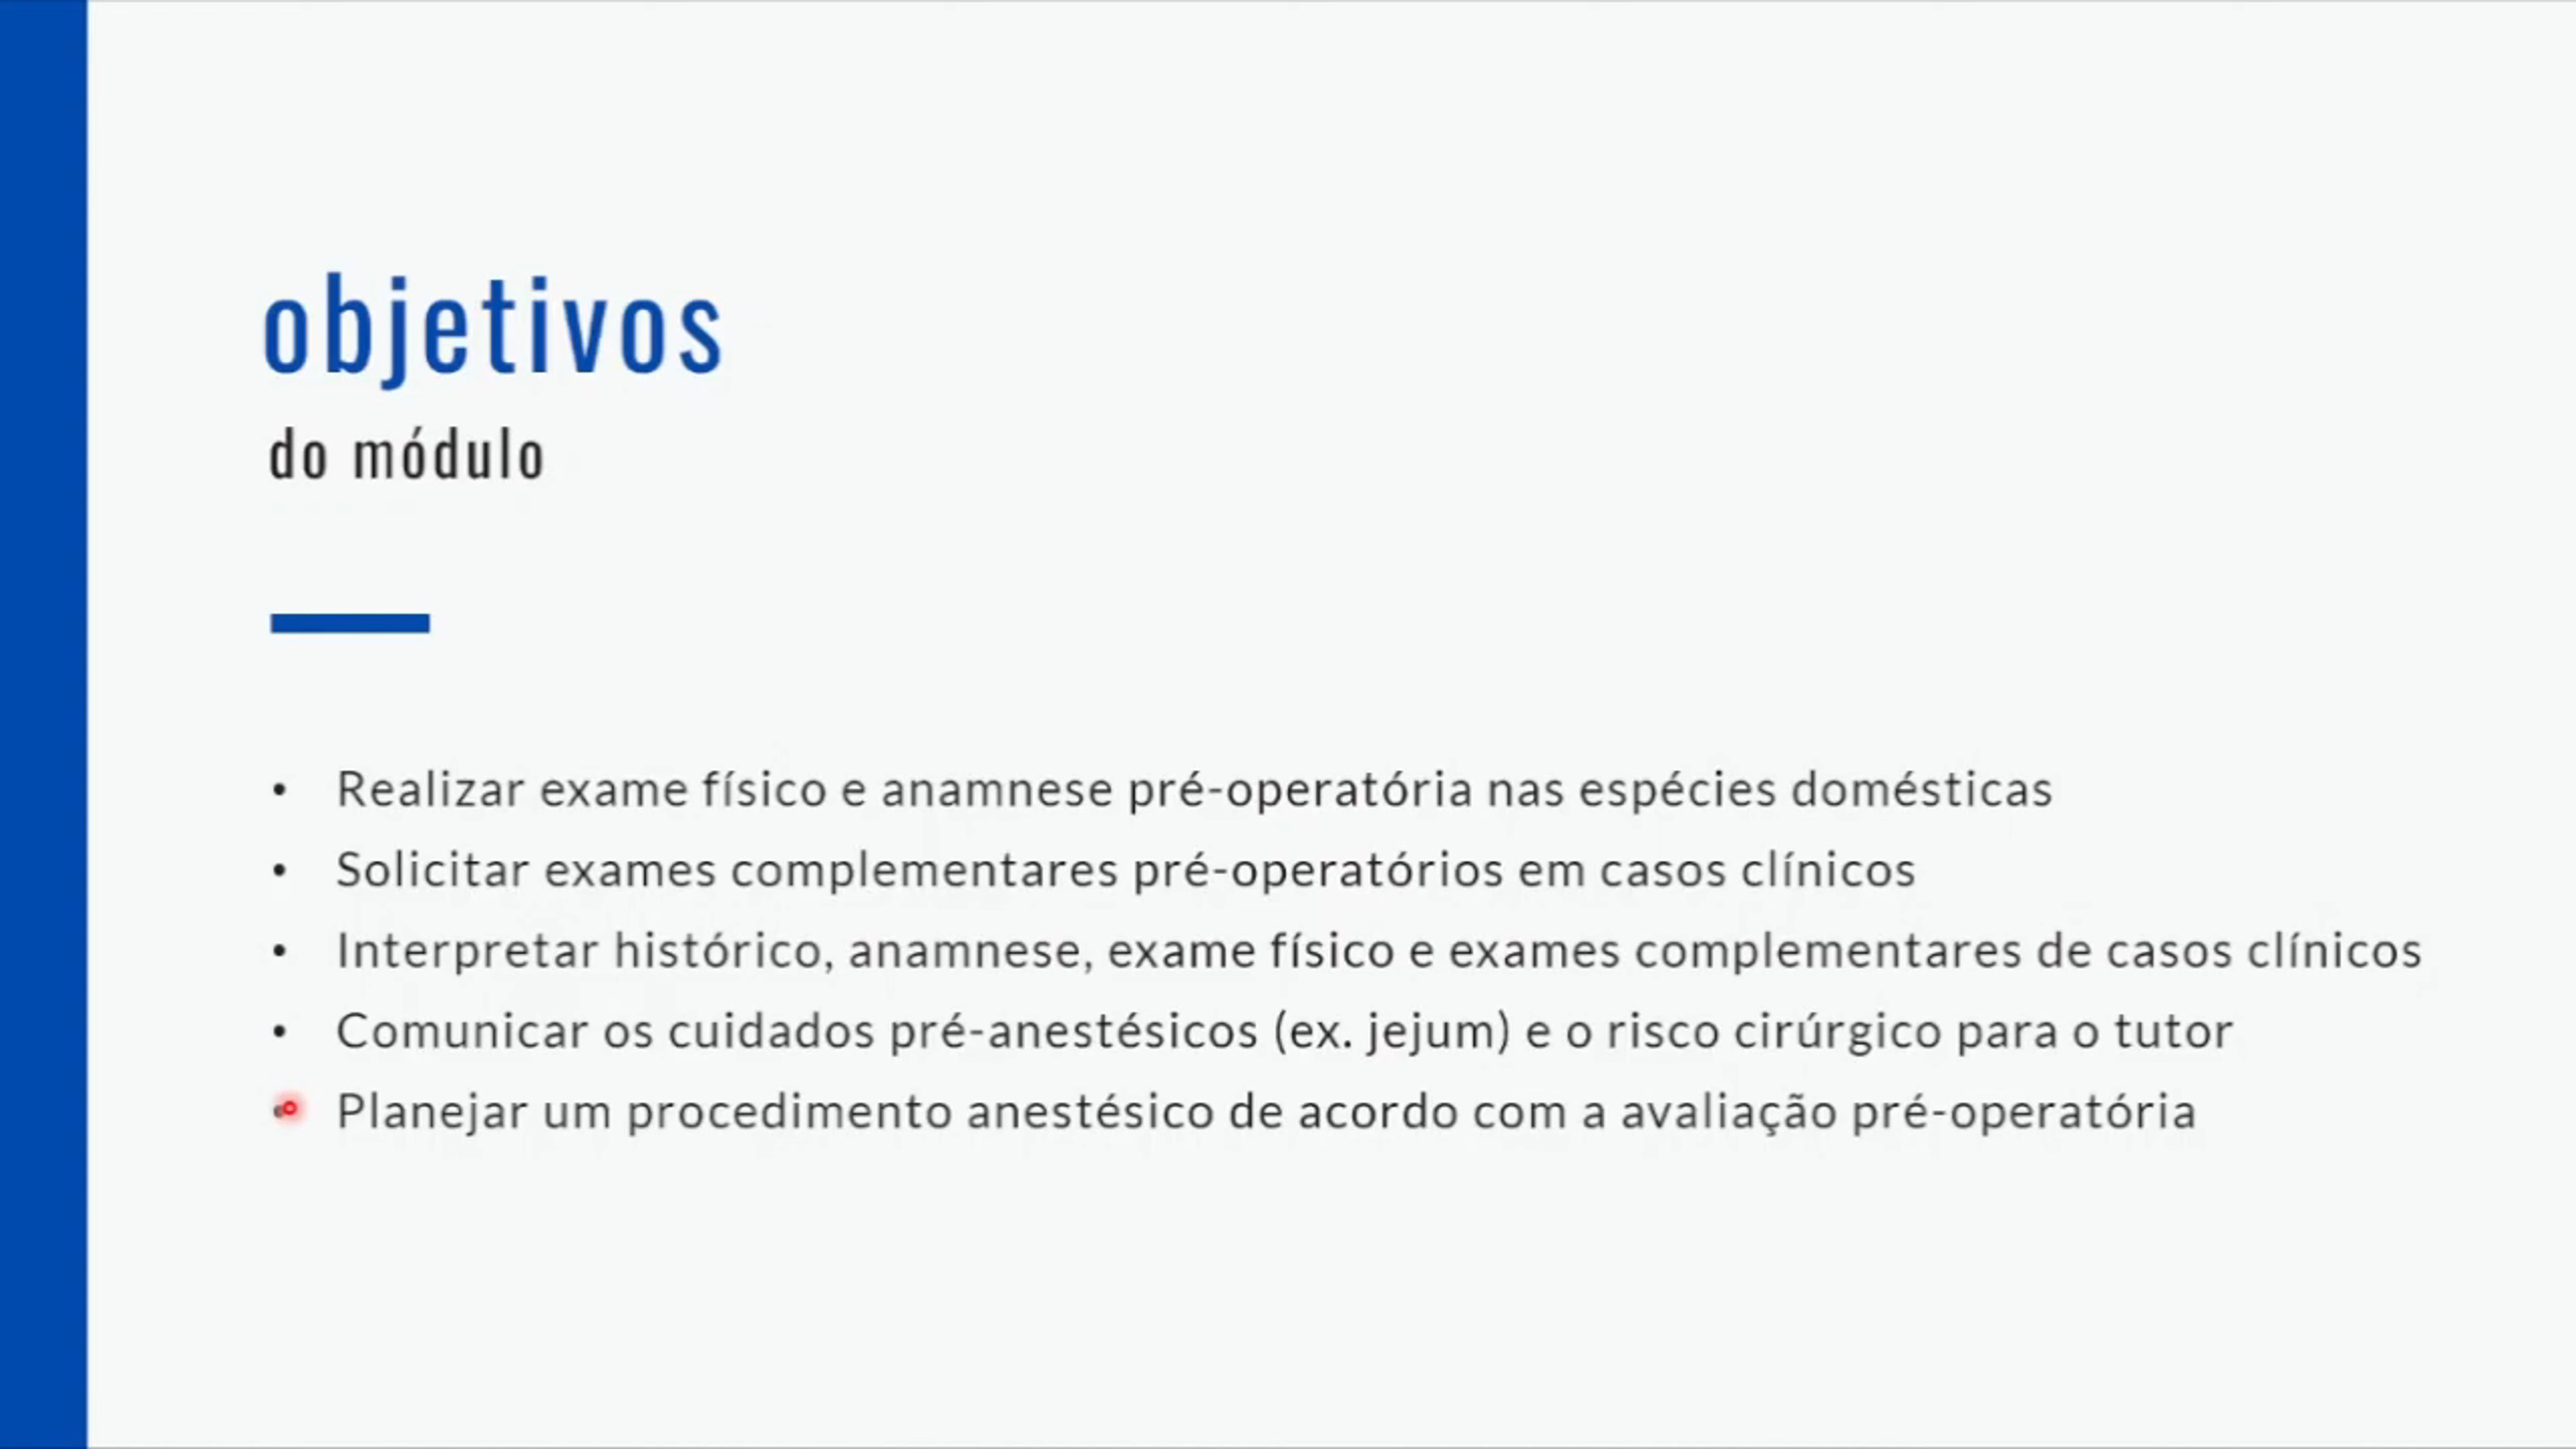 objetivos
do módulo
• Realizar exame físico e anamnese pré-operatória nas espécies domésticas
• Solicitar exames complementares pré-operatórios em casos clínicos
• Interpretar histórico, anamnese, exame físico e exames complementares de casos clínicos
• Comunicar os cuidados pré-anestésicos (ex. jejum) e o risco cirúrgico para o tutor
• Planejar um procedimento anestésico de acordo com a avaliação pré-operatória